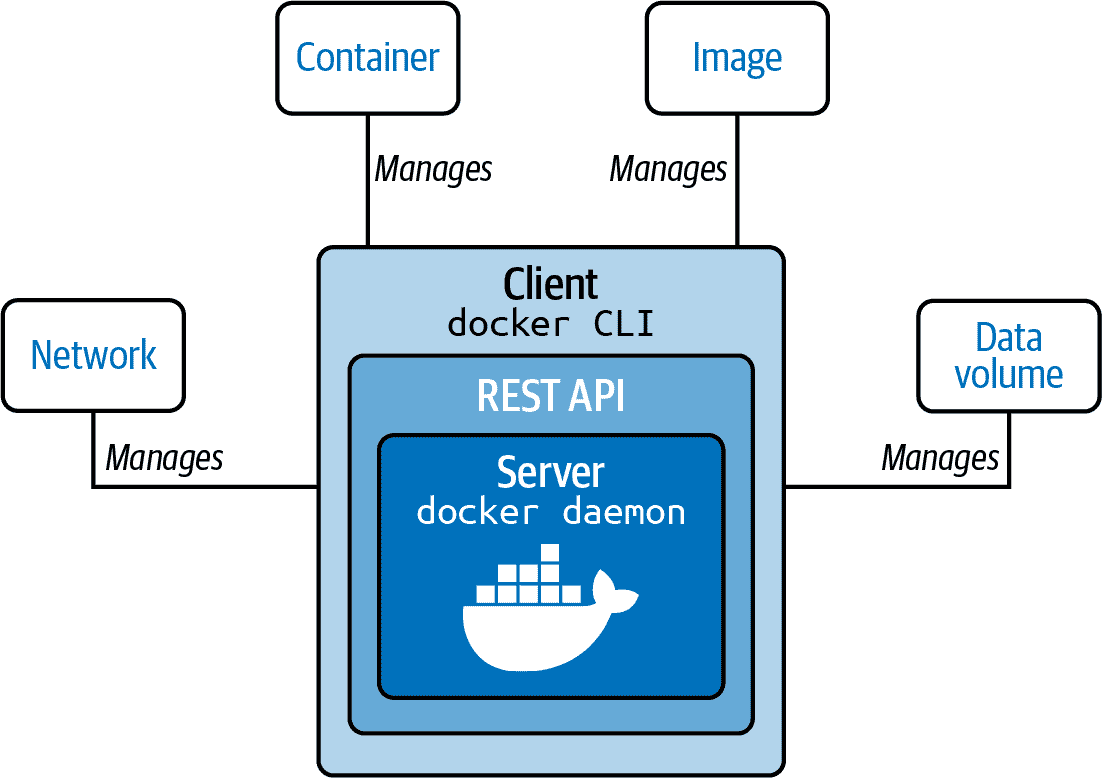 Container
Image
Manages
Manages
Client
docker CLI
Network
Data
volume
REST API
Manages
Manages
Server
docker daemon